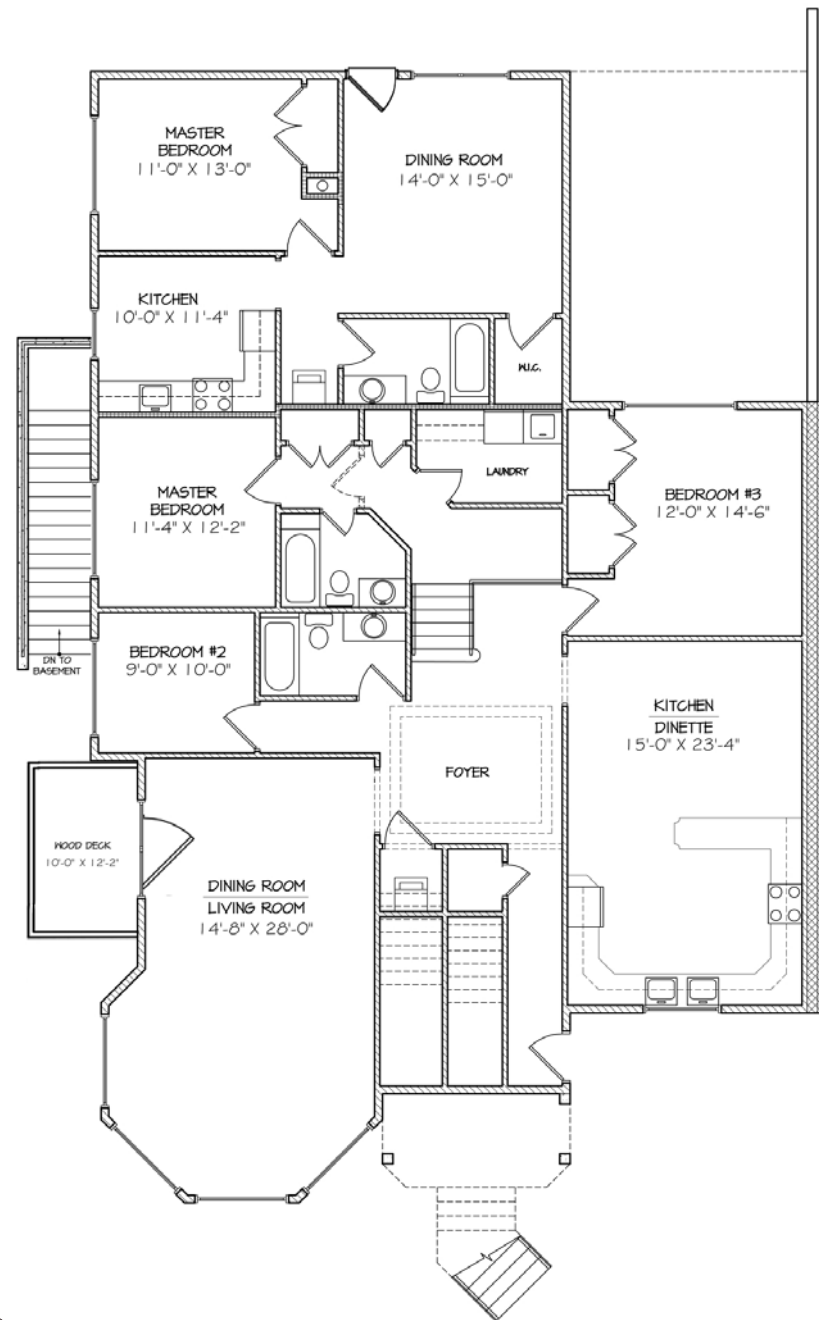 MASTER
BEDROOM
11'-0" X 13'-0"
DINING ROOM
14'-0" X 15'-0"
KITCHEN
10'-0" X 11'-4"
W.I.C.
LAUNDRY
MASTER
BEDROOM
11'-4" X 12'-2"
BEDROOM #3
12'-0" X 14'-6"
DN TO
BASEMENT
BEDROOM #2
9'-0" X 10'-0"
KITCHEN
DINETTE
15'-0" X 23'-4"
FOYER
WOOD DECK
10'-0" X 12'-2"
DINING ROOM
LIVING ROOM
14'-8" X 28'-0"